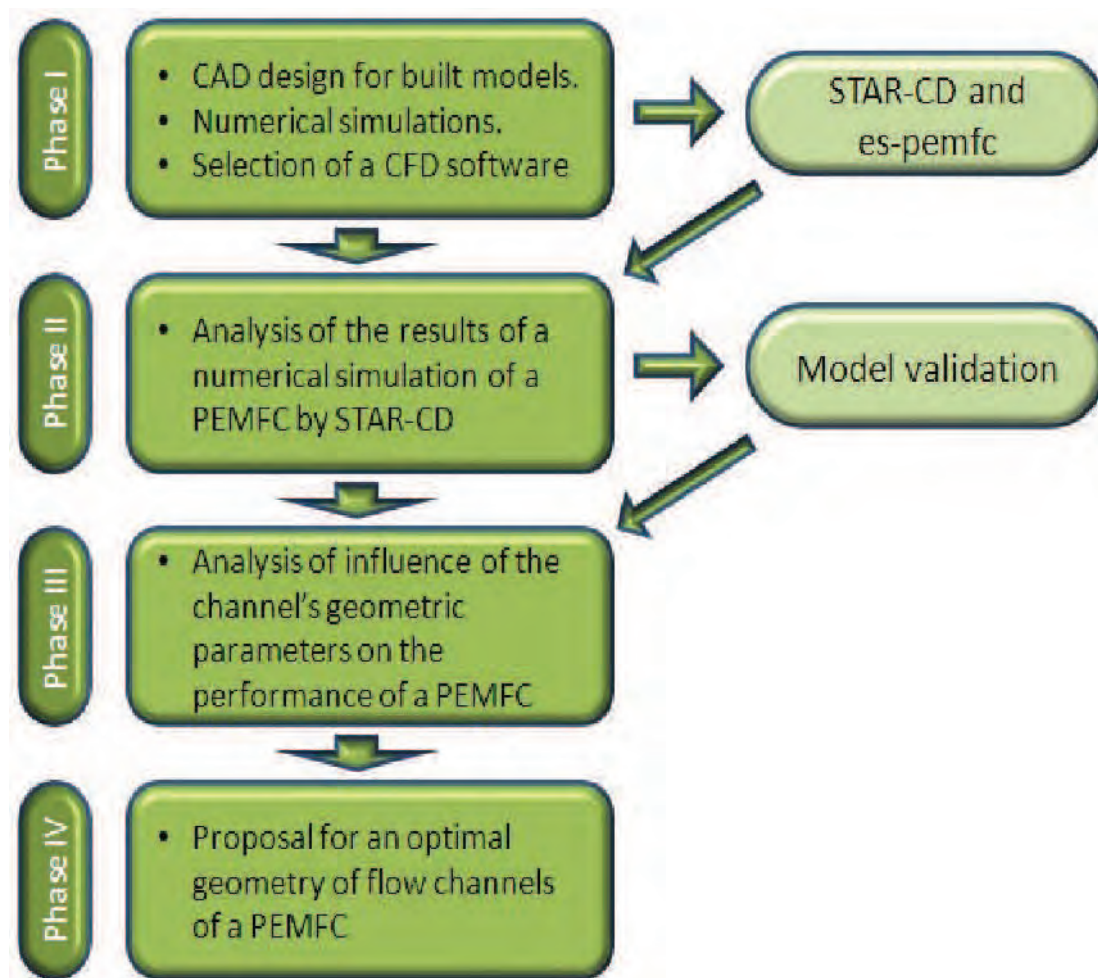 Phase I
• CAD design for built models.
• Numerical simulations.
• Selection of a CFD software
STAR-CD and
es-pemfc
Phase II
• Analysis of the results of a
numerical simulation of a
PEMFC by STAR-CD
Model validation
Phase III
• Analysis of influence of the
channel's geometric
parameters on the
performance of a PEMFC
Phase IV
• Proposal for an optimal
geometry of flow channels
of a PEMFC